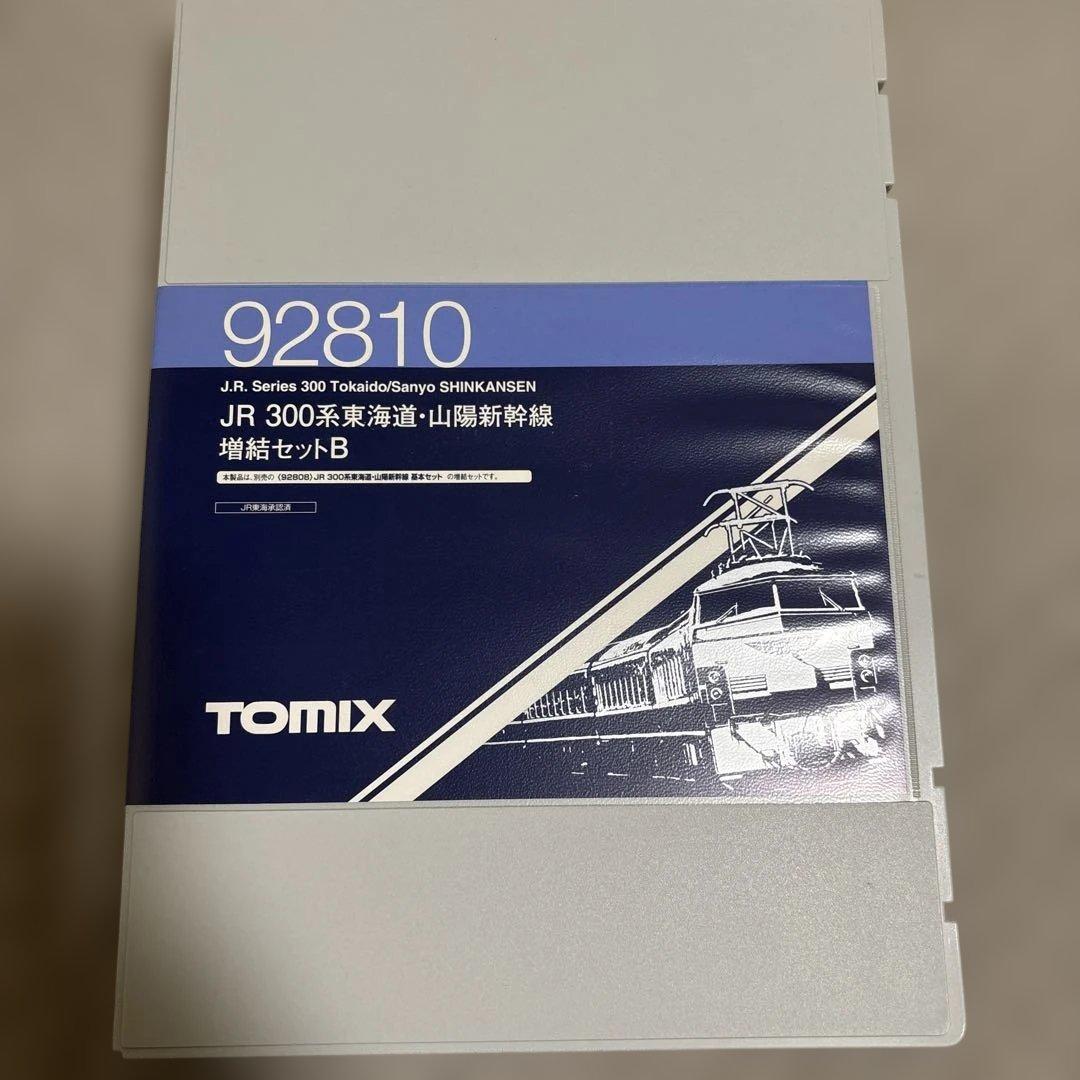 92810
J.R. Series 300 Tokaido/Sanyo SHINKANSEN
JR 300系東海道・山陽新幹線
増結セットB
本製品は、別売の〈92808〉JR 300系東海道・山陽新幹線 基本セット の増結セットです。
JR東海承認済
TOMIX